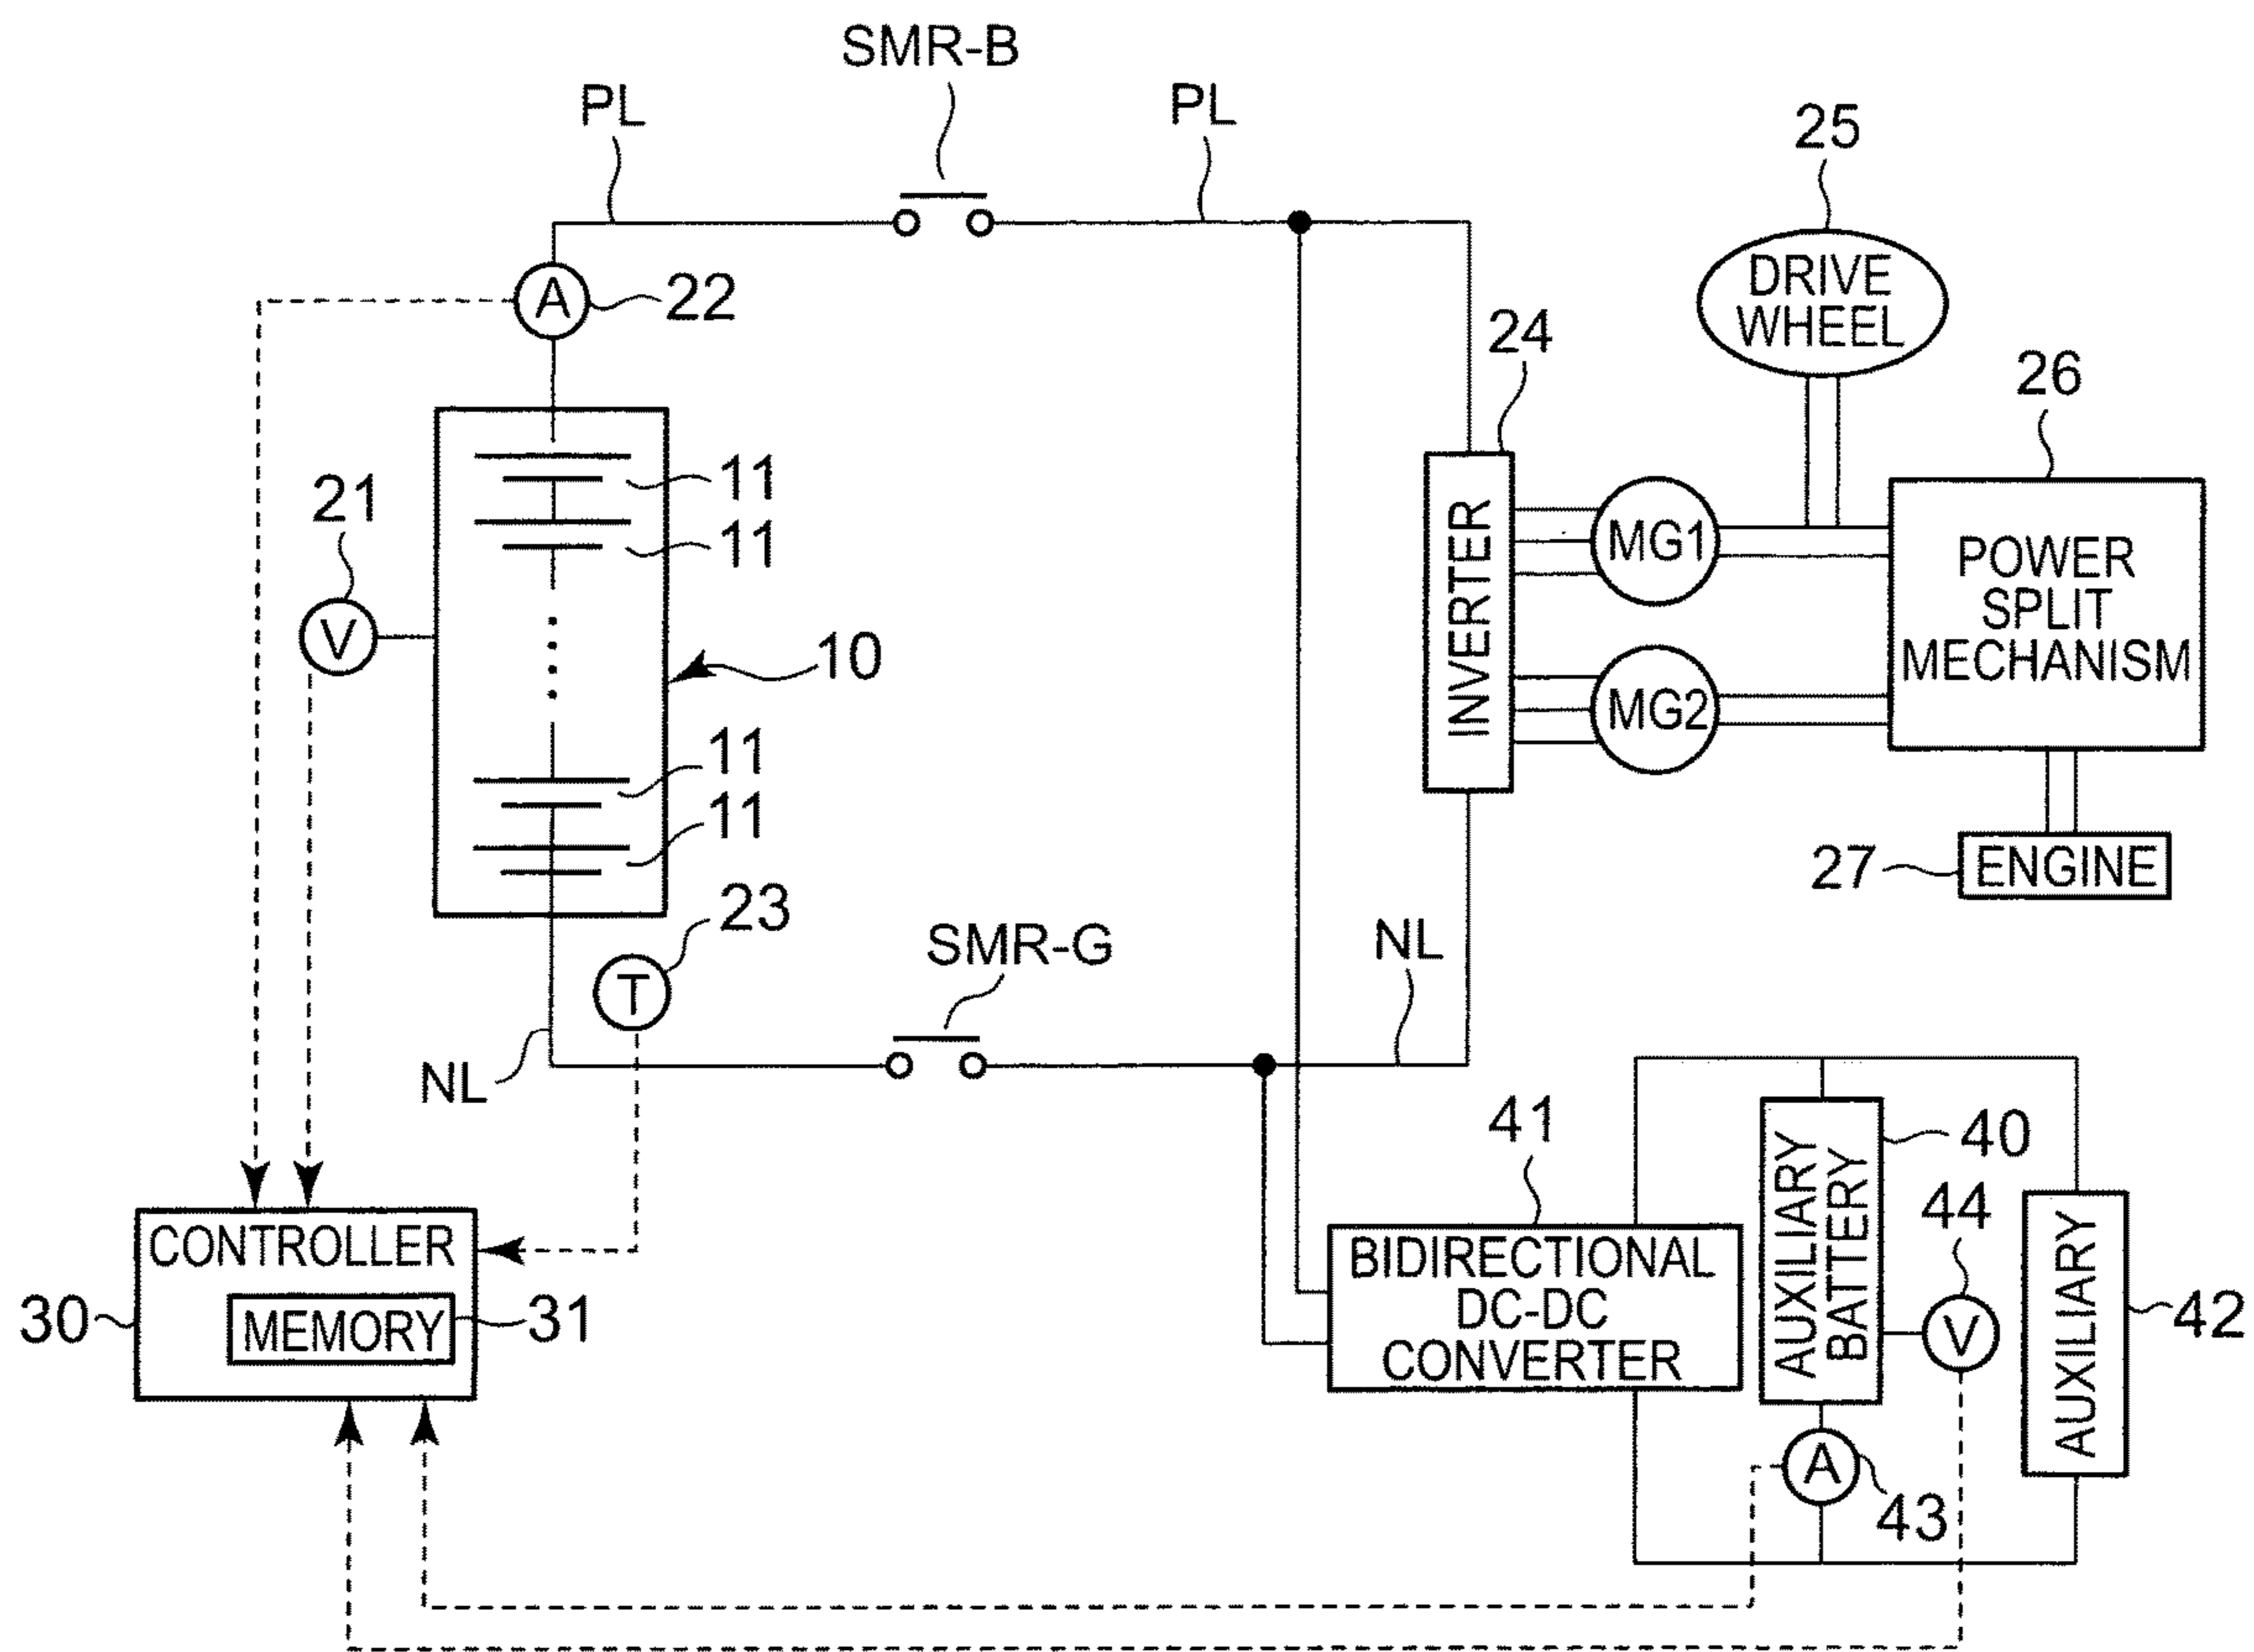 SMR-B
PL
PL
25
DRIVE
WHEEL
A
22
24
26
11
11
21
V
10
INVERTER
MG1
MG2
POWER
SPLIT
MECHANISM
11
11
27
ENGINE
23
T
SMR-G
NL
NL
CONTROLLER
30
MEMORY
31
41
BIDIRECTIONAL
DC-DC
CONVERTER
AUXILIARY
BATTERY
40
44
V
A
43
AUXILIARY
42